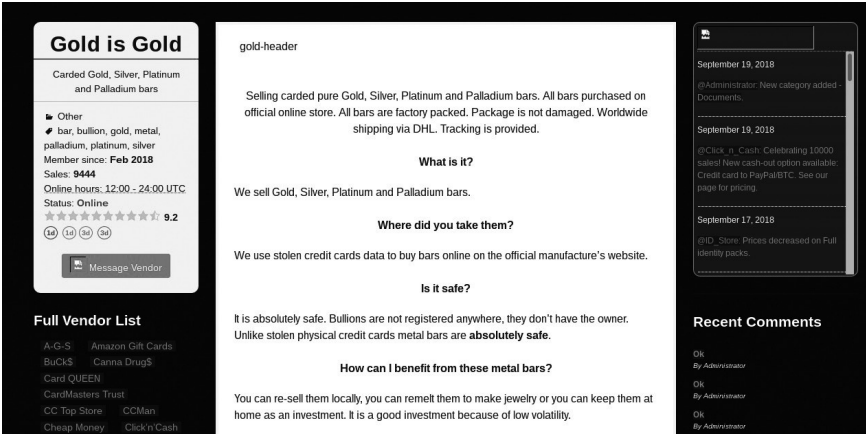 Gold is Gold
Carded Gold, Silver, Platinum
and Palladium bars
Other
bar, bullion, gold, metal,
palladium, platinum, silver
Member since: Feb 2018
Sales: 9444
Online hours: 12:00 - 24:00 UTC
Status: Online
9.2
1d 1d 3d 3d
Message Vendor
Full Vendor List
A-G-S Amazon Gift Cards
BuCk$ Canna Drug$
Card QUEEN
CardMasters Trust
CC Top Store CCMan
Cheap Money Click'n'Cash
gold-header
Selling carded pure Gold, Silver, Platinum and Palladium bars. All bars purchased on
official online store. All bars are factory packed. Package is not damaged. Worldwide
shipping via DHL. Tracking is provided.
What is it?
We sell Gold, Silver, Platinum and Palladium bars.
Where did you take them?
We use stolen credit cards data to buy bars online on the official manufacture's website.
Is it safe?
It is absolutely safe. Bullions are not registered anywhere, they don't have the owner.
Unlike stolen physical credit cards metal bars are absolutely safe.
How can I benefit from these metal bars?
You can re-sell them locally, you can remelt them to make jewelry or you can keep them at
home as an investment. It is a good investment because of low volatility.
September 19, 2018
@Administrator: New category added -
Documents.
September 19, 2018
@Click_n_Cash: Celebrating 10000
sales! New cash-out option available:
Credit card to PayPal/BTC. See our
page for pricing.
September 17, 2018
@ID_Store: Prices decreased on Full
identity packs.
Recent Comments
Ok
By Administrator
Ok
By Administrator
Ok
By Administrator